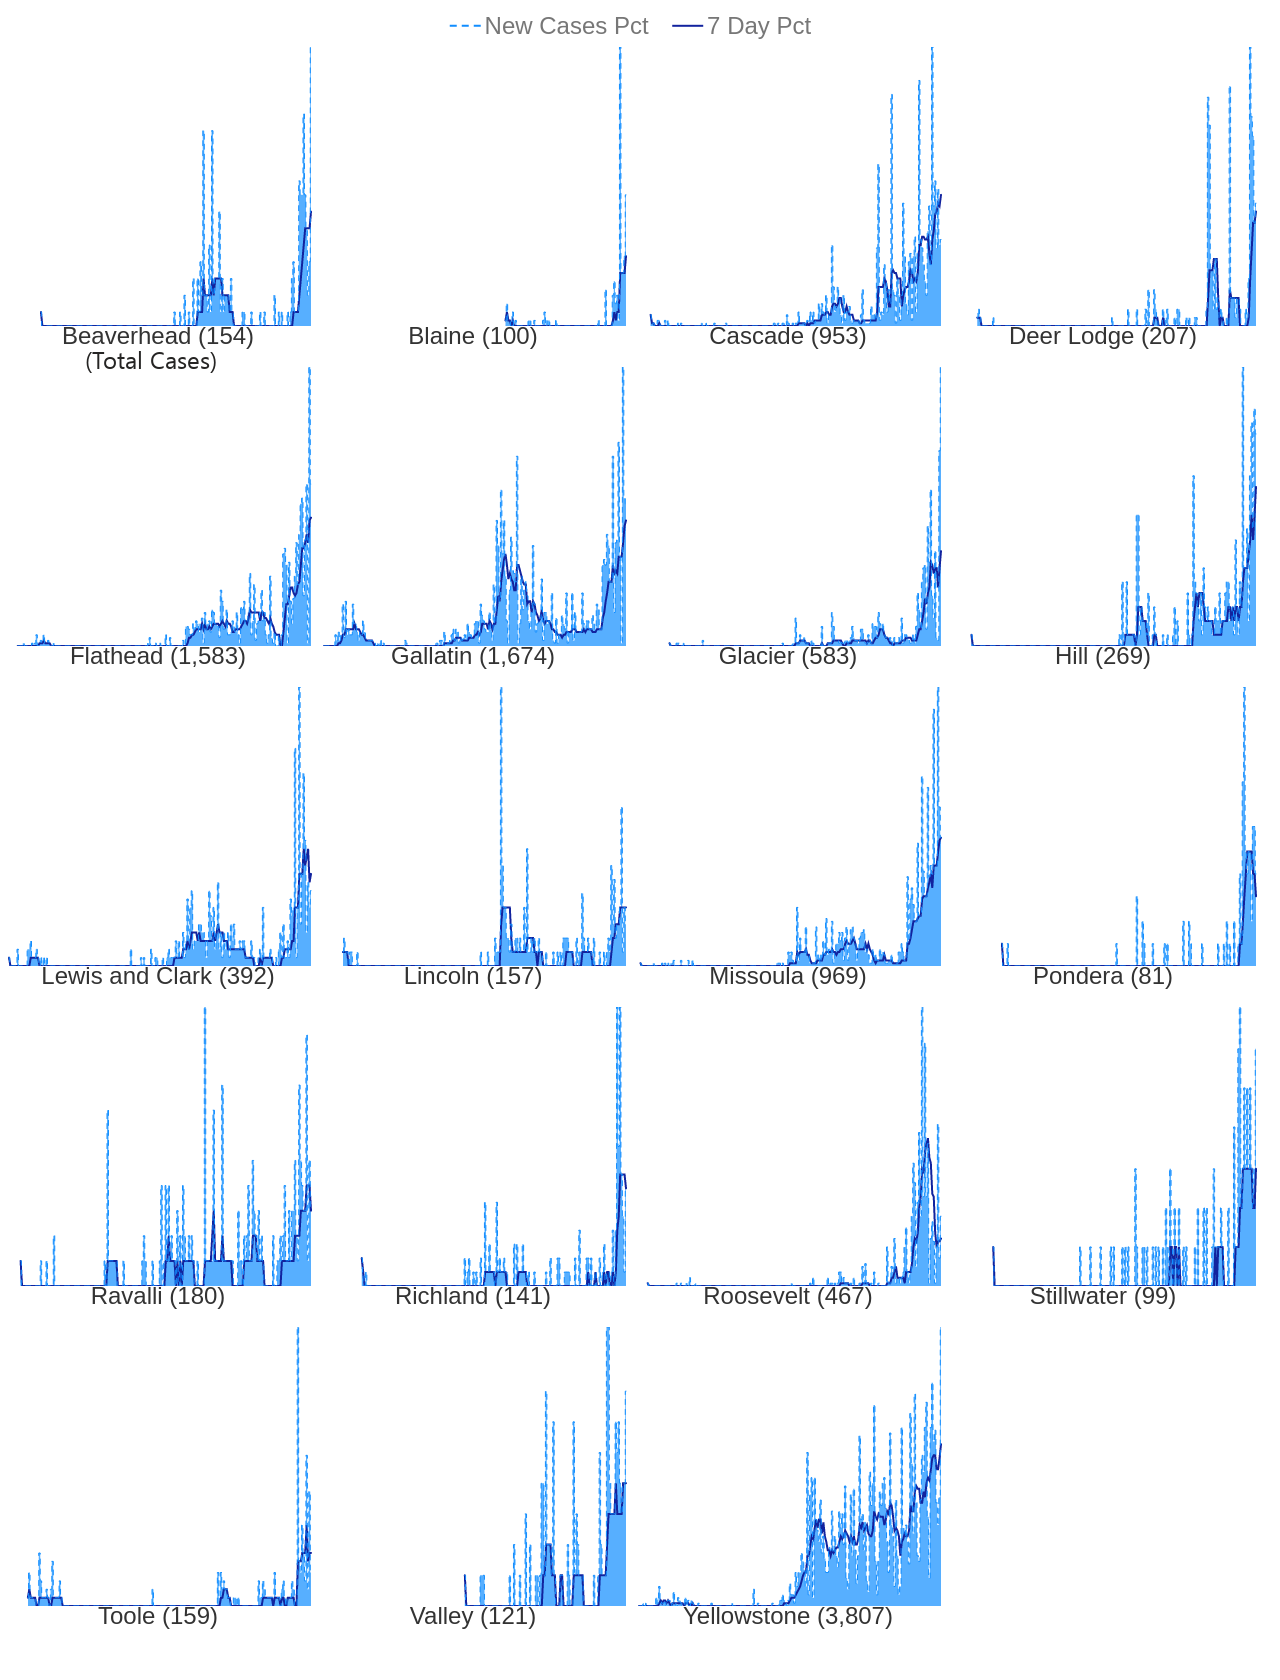 New Cases Pct 7 Day Pct
Beaverhead (154) Blaine (100) Cascade (953) Deer Lodge (207)
(Total Cases)
Flathead (1,583) Gallatin (1,674) Glacier (583) Hill (269)
Lewis and Clark (392) Lincoln (157) Missoula (969) Pondera (81)
Ravalli (180) Richland (141) Roosevelt (467) Stillwater (99)
Toole (159) Valley (121) Yellowstone (3,807)